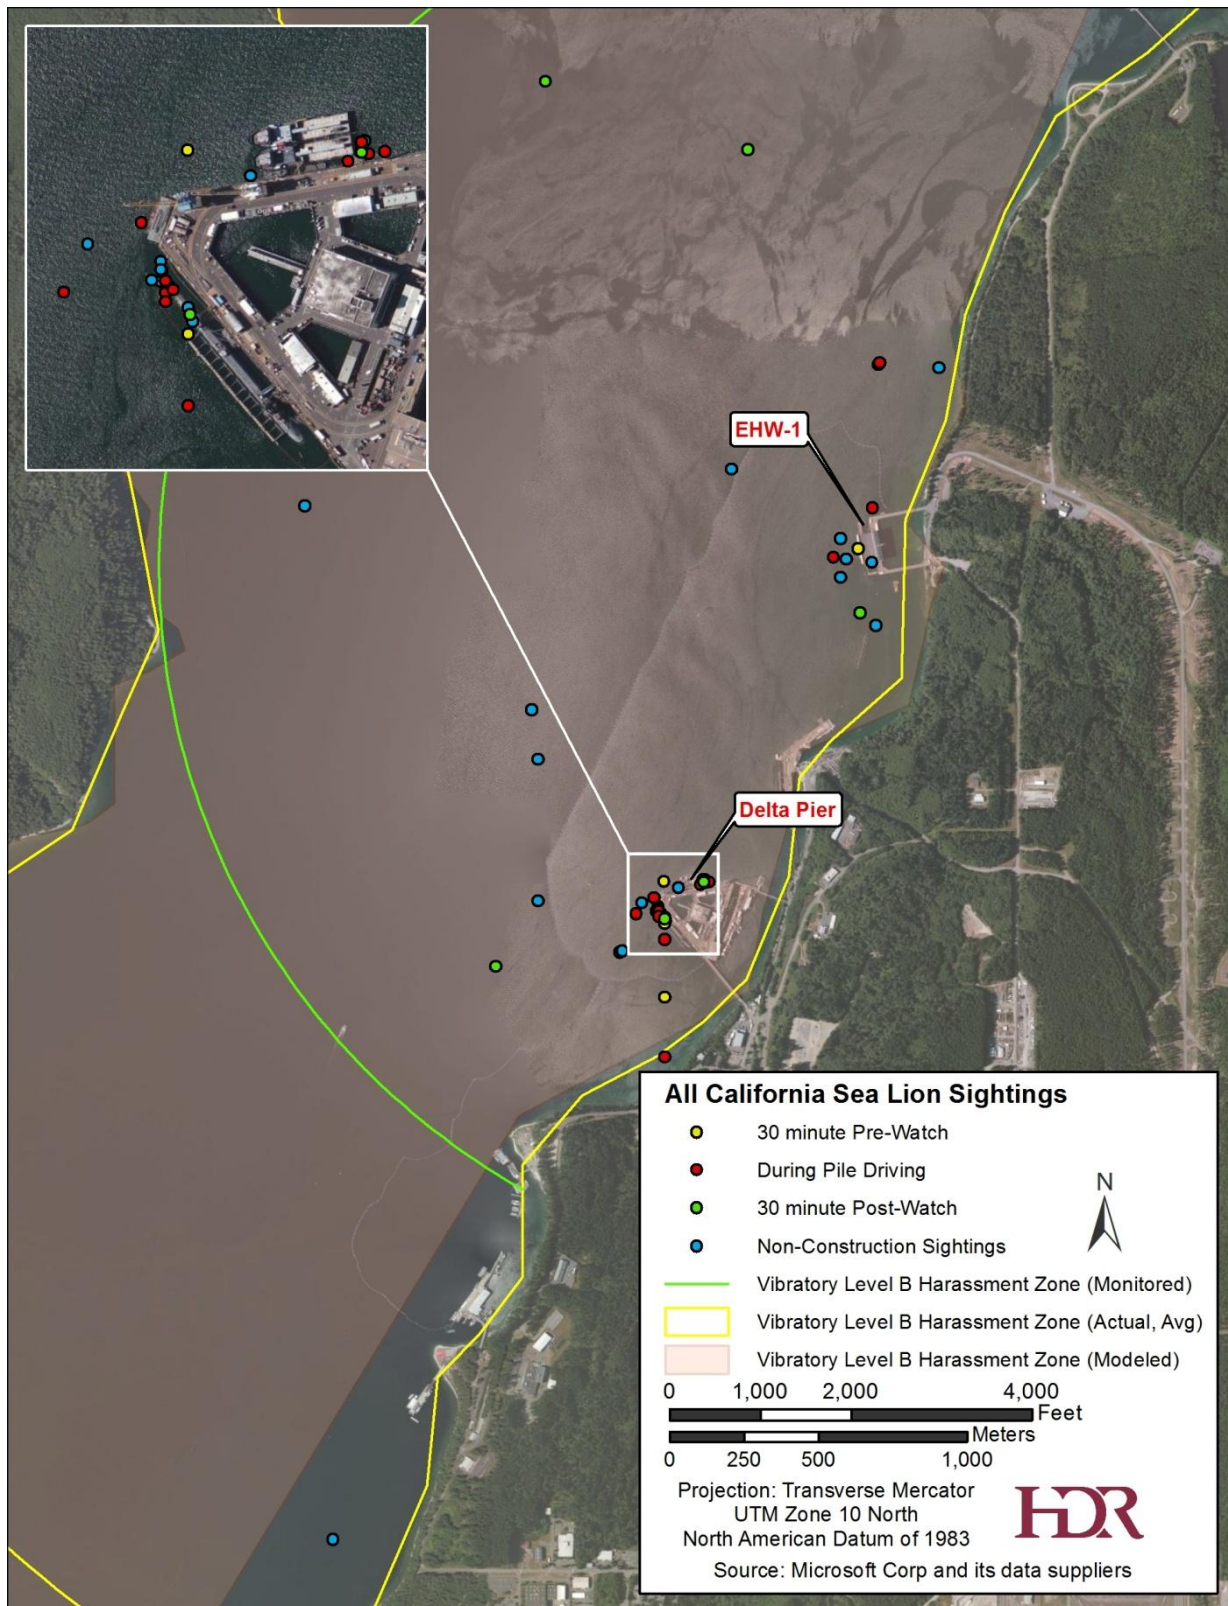 EHW-1
Delta Pier
All California Sea Lion Sightings
30 minute Pre-Watch
During Pile Driving
30 minute Post-Watch
Non-Construction Sightings
N
Vibratory Level B Harassment Zone (Monitored)
Vibratory Level B Harassment Zone (Actual, Avg)
Vibratory Level B Harassment Zone (Modeled)
0 1,000 2,000 4,000
Feet
Meters
0 250 500 1,000
Projection: Transverse Mercator
UTM Zone 10 North
North American Datum of 1983
HDR
Source: Microsoft Corp and its data suppliers